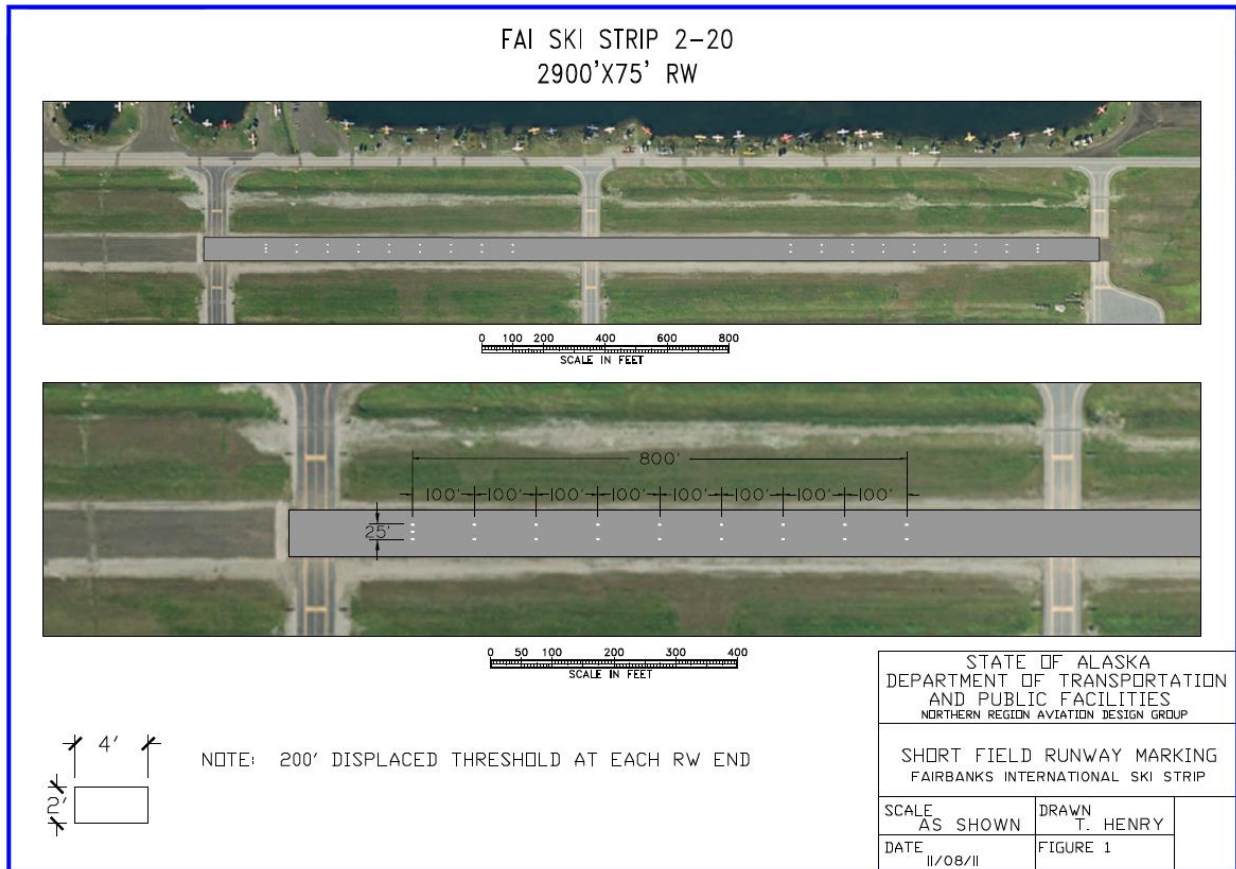 FAI SKI STRIP 2-20
2900'X75' RW
0 100 200 400 600 800
SCALE IN FEET
800'
100' 100' 100' 100' 100' 100' 100' 100'
25'
0 50 100 200 300 400
SCALE IN FEET
4'
2'
NOTE: 200' DISPLACED THRESHOLD AT EACH RW END
STATE OF ALASKA
DEPARTMENT OF TRANSPORTATION
AND PUBLIC FACILITIES
NORTHERN REGION AVIATION DESIGN GROUP
SHORT FIELD RUNWAY MARKING
FAIRBANKS INTERNATIONAL SKI STRIP
SCALE
AS SHOWN
DRAWN
T. HENRY
DATE
11/08/11
FIGURE 1